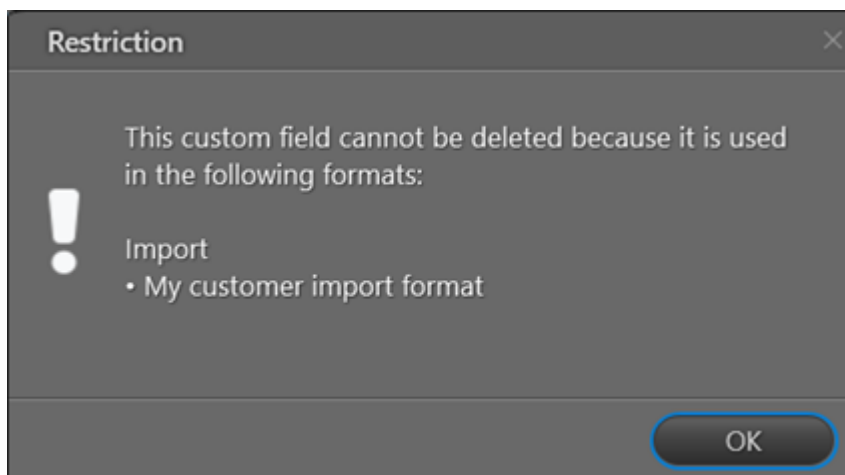 Restriction
This custom field cannot be deleted because it is used
in the following formats:
Import
• My customer import format
OK